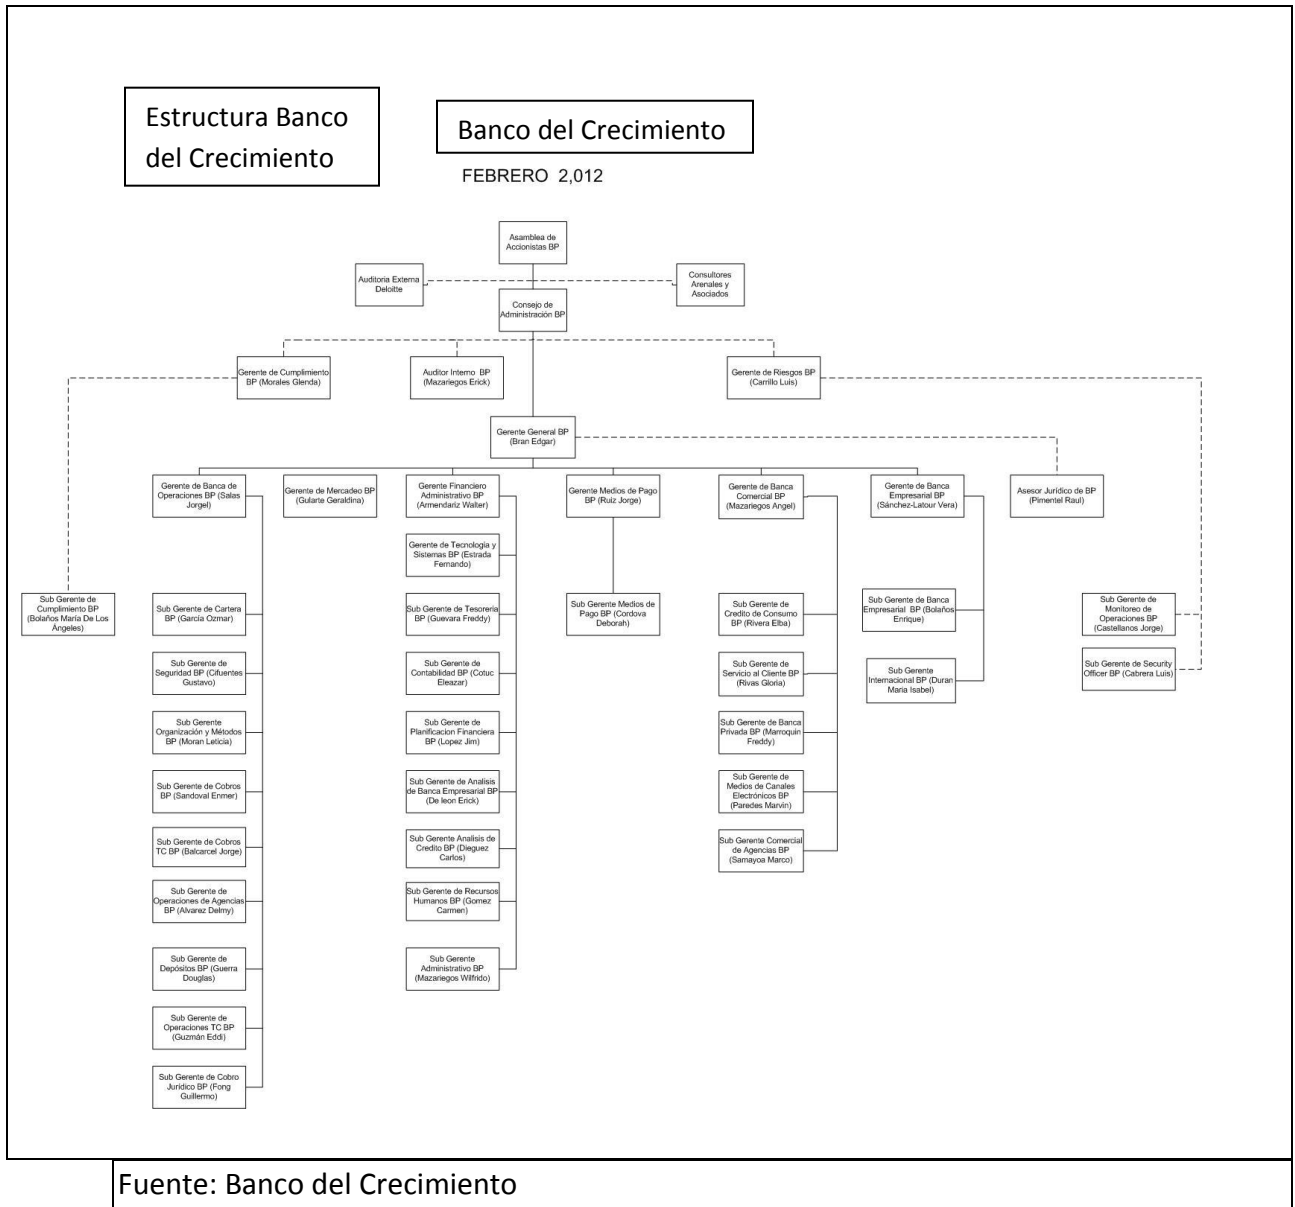 Estructura Banco
del Crecimiento
Banco del Crecimiento
FEBRERO 2,012
Asamblea de
Accionistas BP
Auditoria Externa
Deloitte
Consultores
Arenales y
Asociados
Consejo de
Administración BP
Gerente de Cumplimiento
BP (Morales Glenda)
Auditor Interno BP
(Mazariegos Erick)
Gerente de Riesgos BP
(Carrillo Luis)
Gerente General BP
(Bran Edgar)
Gerente de Banca de
Operaciones BP (Salas
Jorgel)
Gerente de Mercadeo BP
(Gularte Geraldina)
Gerente Financiero
Administrativo BP
(Armendariz Walter)
Gerente Medios de Pago
BP (Ruiz Jorge)
Gerente de Banca
Comercial BP
(Mazariegos Angel)
Gerente de Banca
Empresarial BP
(Sánchez-Latour Vera)
Asesor Jurídico de BP
(Pimentel Raul)
Gerente de Tecnología y
Sistemas BP (Estrada
Fernando)
Sub Gerente de
Cumplimiento BP
(Bolaños María De Los
Angeles)
Sub Gerente de Cartera
BP (García Ozmar)
Sub Gerente de Tesoreria
BP (Guevara Freddy)
Sub Gerente Medios de
Pago BP (Cordova
Deborah)
Sub Gerente de
Credito de Consumo
BP (Rivera Elba)
Sub Gerente de Banca
Empresarial BP (Bolaños
Enrique)
Sub Gerente de
Monitoreo de
Operaciones BP
(Castellanos Jorge)
Sub Gerente de
Seguridad BP (Cifuentes
Gustavo)
Sub Gerente de
Contabilidad BP (Cotuc
Eleazar)
Sub Gerente de
Servicio al Cliente BP
(Rivas Gloria)
Sub Gerente
Internacional BP (Duran
Maria Isabel)
Sub Gerente de Security
Officer BP (Cabrera Luis)
Sub Gerente
Organización y Métodos
BP (Moran Leticia)
Sub Gerente de
Planificacion Financiera
BP (Lopez Jim)
Sub Gerente de Banca
Privada BP (Marroquin
Freddy)
Sub Gerente de Cobros
BP (Sandoval Enmer)
Sub Gerente de Analisis
de Banca Empresarial BP
(De leon Erick)
Sub Gerente de
Medios de Canales
Electrónicos BP
(Paredes Marvin)
Sub Gerente de Cobros
TC BP (Balcarcel Jorge)
Sub Gerente Analisis de
Credito BP (Dieguez
Carlos)
Sub Gerente Comercial
de Agencias BP
(Samayoa Marco)
Sub Gerente de
Operaciones de Agencias
BP (Alvarez Delmy)
Sub Gerente de Recursos
Humanos BP (Gomez
Carmen)
Sub Gerente de
Depósitos BP (Guerra
Douglas)
Sub Gerente
Administrativo BP
(Mazariegos Wilfrido)
Sub Gerente de
Operaciones TC BP
(Guzmán Eddi)
Sub Gerente de Cobro
Jurídico BP (Fong
Guillermo)
Fuente: Banco del Crecimiento